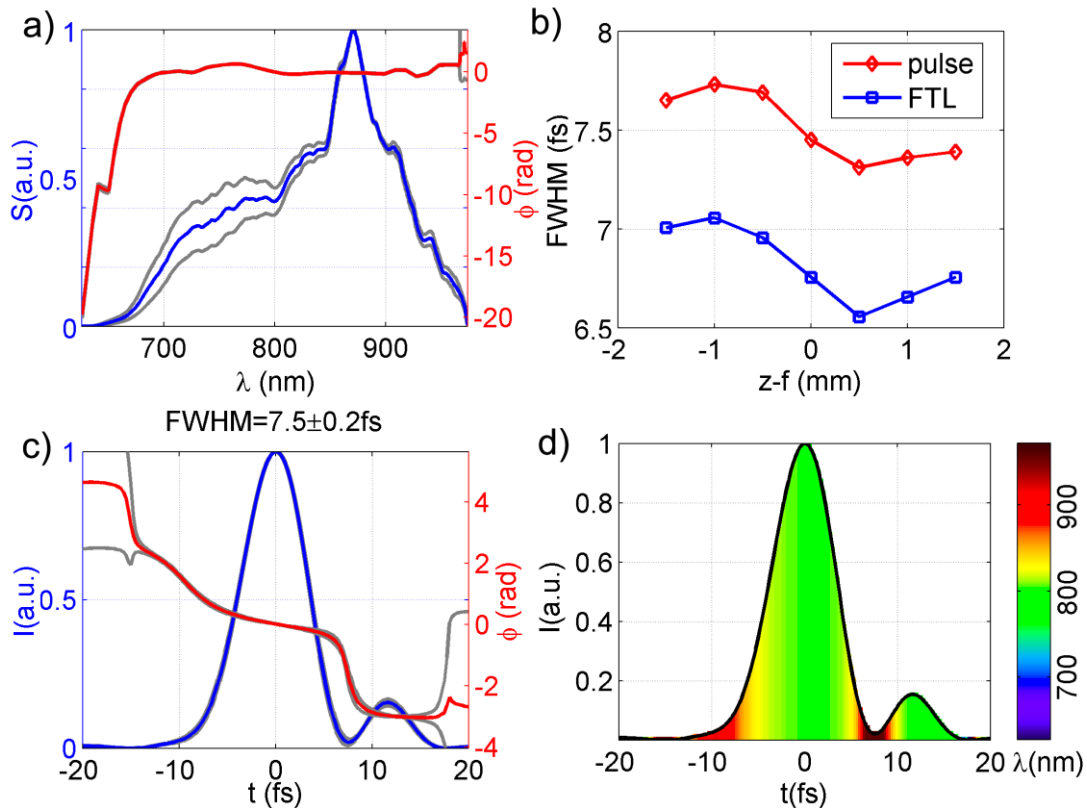 a)
1
0.5
0
S(a.u.)
0
-5
-10
-15
-20
ϕ (rad)
700
800
900
λ (nm)
b)
8
7.5
7
6.5
FWHM (fs)
pulse
FTL
-2
-1
0
1
2
z-f (mm)
c)
FWHM=7.5±0.2fs
1
0.5
0
I(a.u.)
4
2
0
-2
-4
ϕ (rad)
-20
-10
0
10
20
t (fs)
d)
1
0.8
0.6
0.4
0.2
I(a.u.)
-20
-10
0
10
20
t(fs)
900
800
700
λ(nm)